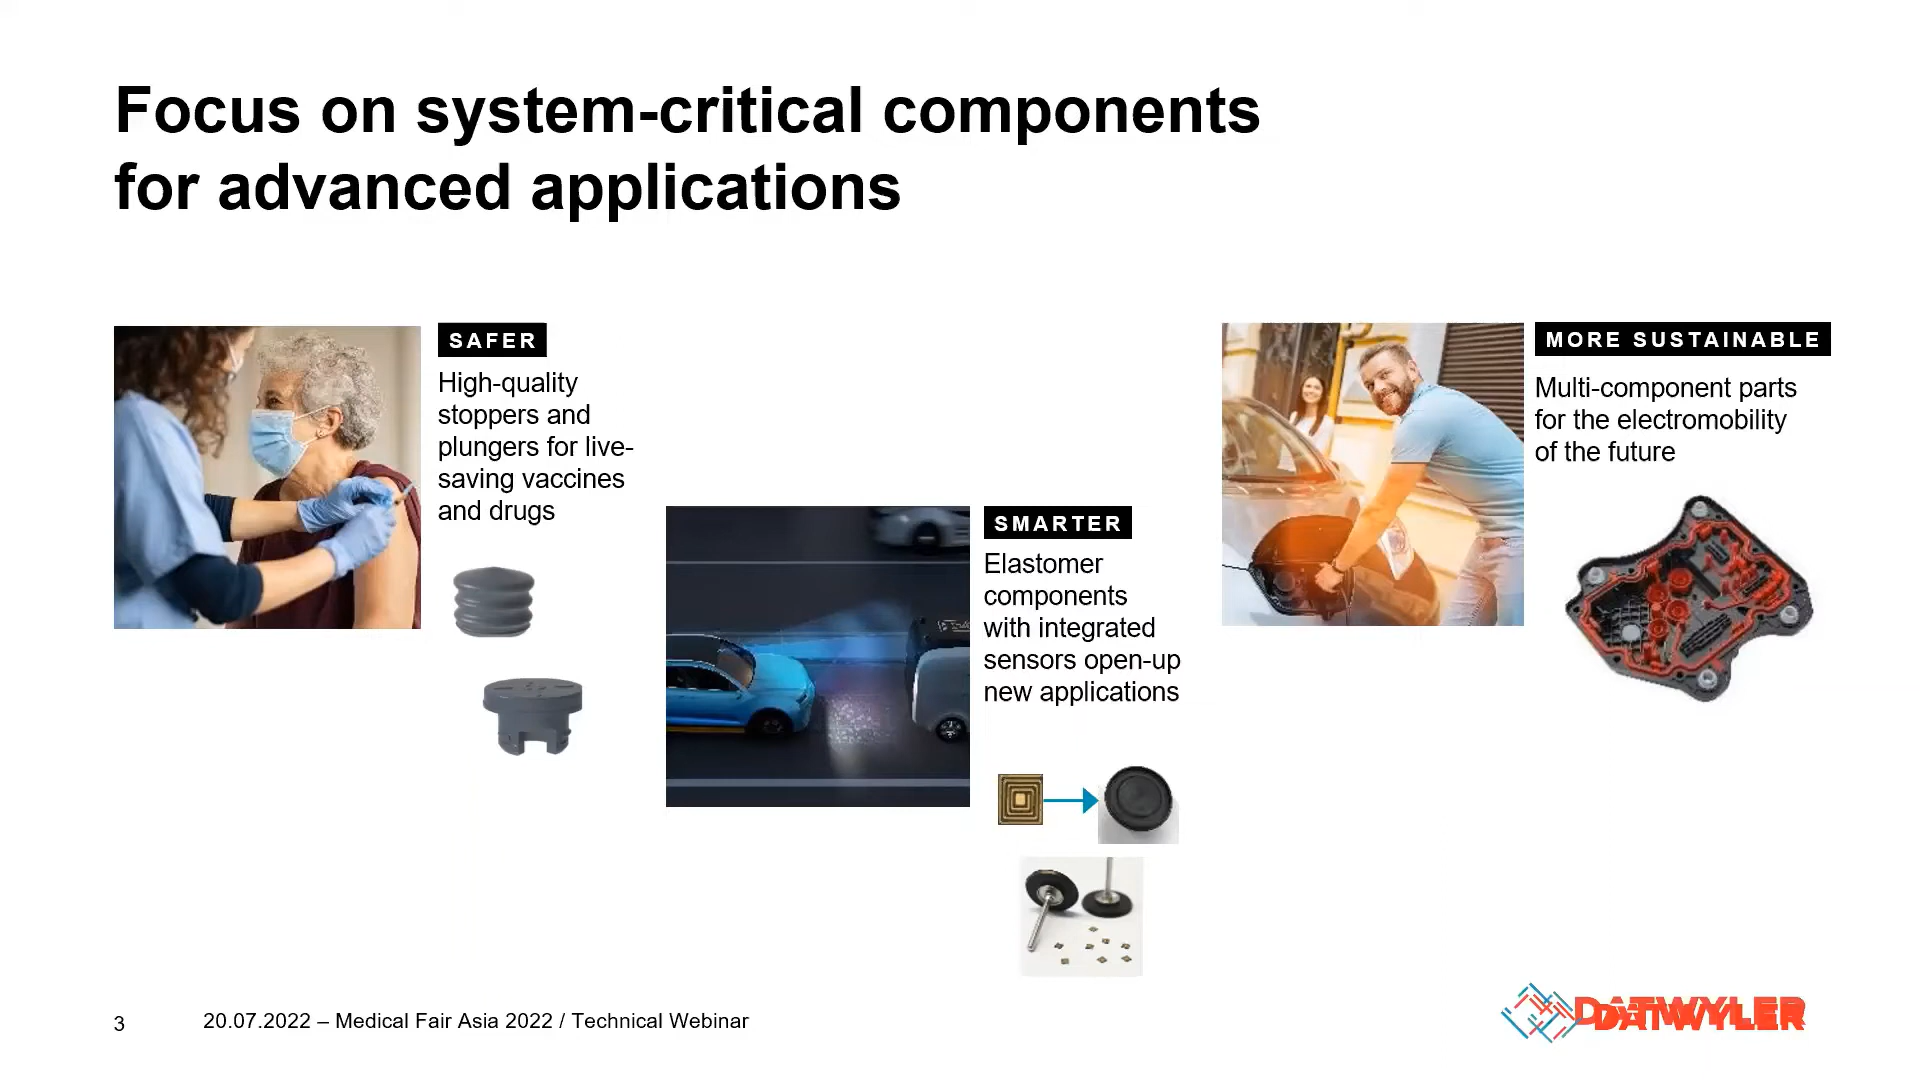 Focus on system-critical components
for advanced applications
SAFER
High-quality
stoppers and
plungers for live-
saving vaccines
and drugs
SMARTER
Elastomer
components
with integrated
sensors open-up
new applications
MORE SUSTAINABLE
Multi-component parts
for the electromobility
of the future
3
20.07.2022 – Medical Fair Asia 2022 / Technical Webinar
DATWYLER
DATWYLER